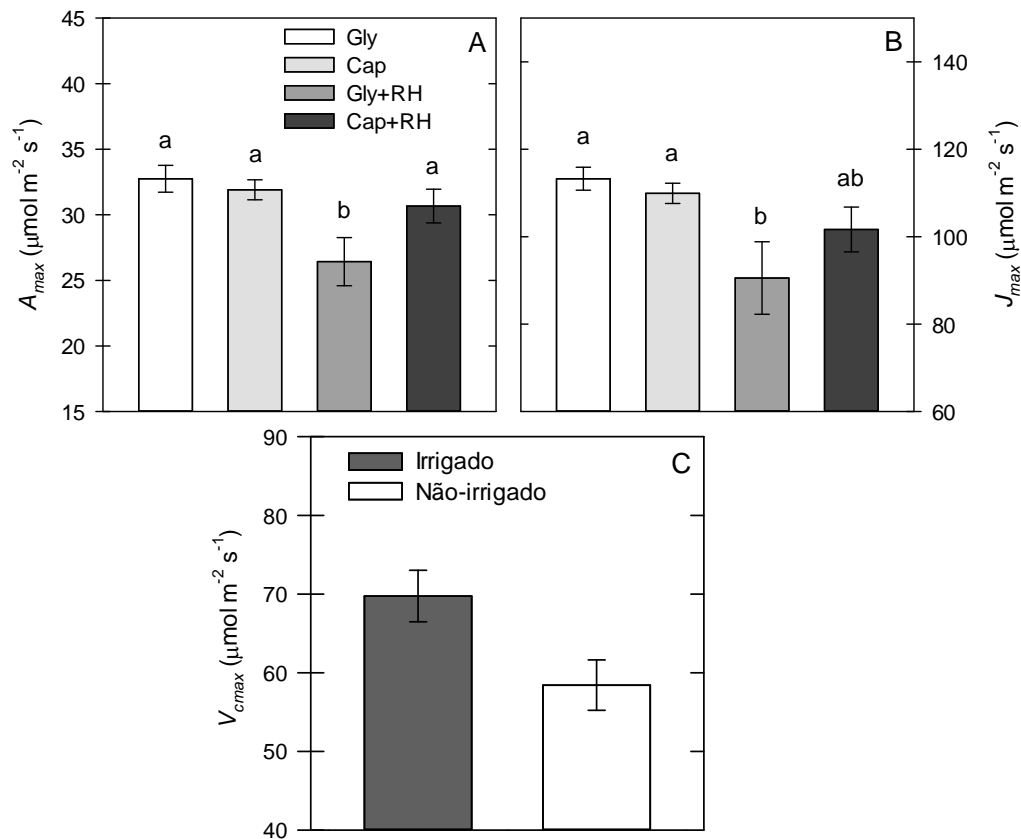 A
Gly
Cap
Gly+RH
Cap+RH
45
40
35
30
25
20
15
A_max (µmol m⁻² s⁻¹)
a
a
b
a
B
a
a
b
ab
140
120
100
80
60
J_max (µmol m⁻² s⁻¹)
C
Irrigado
Não-irrigado
90
80
70
60
50
40
V_cmax (µmol m⁻² s⁻¹)